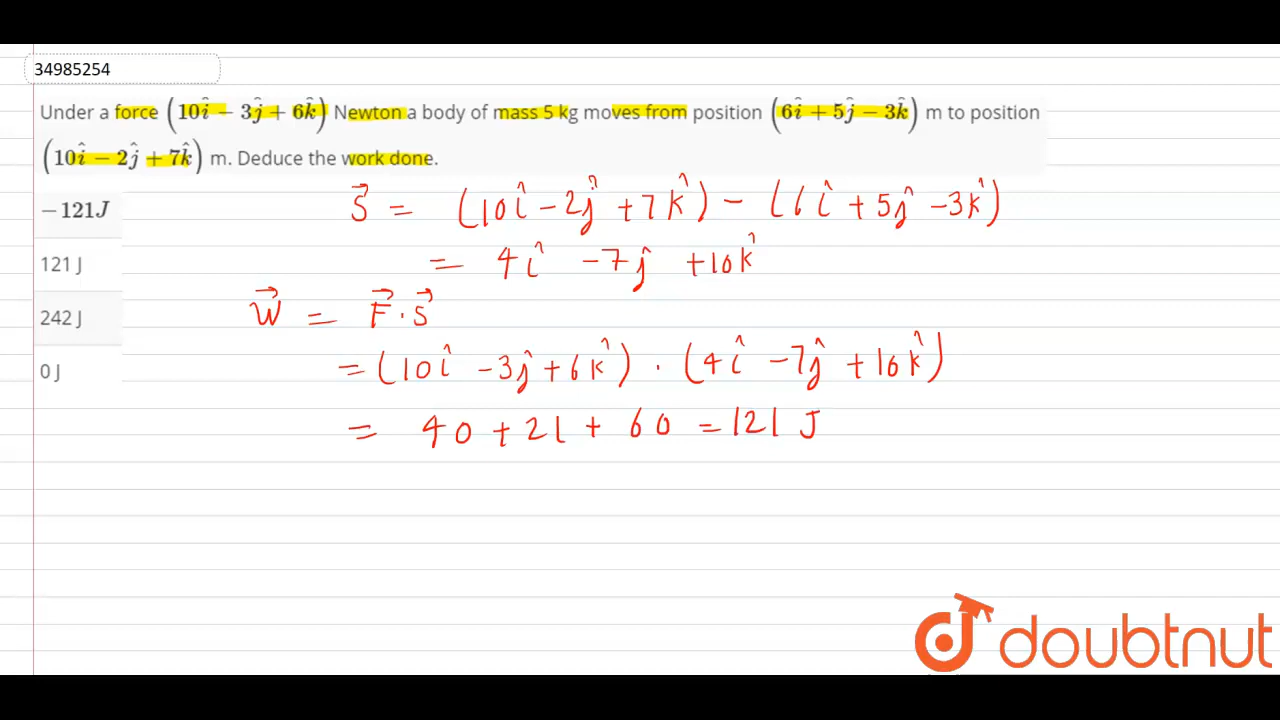 34985254
Under a force (10î − 3ĵ + 6k̂) Newton a body of mass 5 kg moves from position (6î + 5ĵ − 3k̂) m to position
(10î − 2ĵ + 7k̂) m. Deduce the work done.
−121J
121 J
242 J
0 J
S⃗ = (10î − 2ĵ + 7k̂) − (6î + 5ĵ − 3k̂)
= 4î − 7ĵ + 10k̂
W⃗ = F⃗ . S⃗
= (10î − 3ĵ + 6k̂) . (4î − 7ĵ + 10k̂)
= 40 + 21 + 60 = 121 J
doubtnut